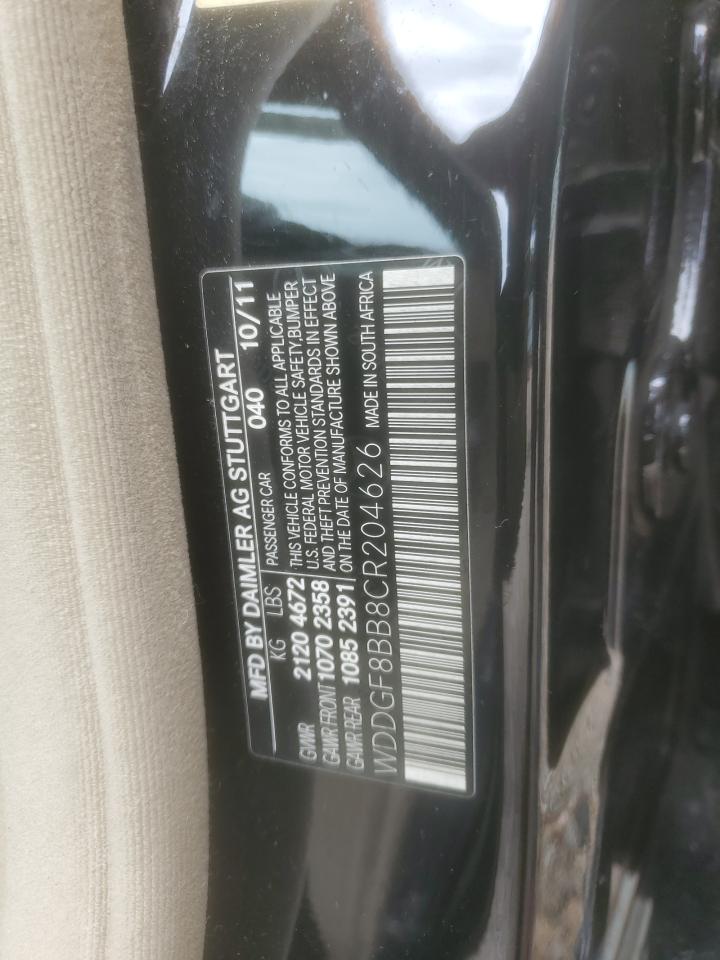 MFD BY DAIMLER AG STUTTGART
KG LBS PASSENGER CAR 040 10/11
GVWR 2120 4672 THIS VEHICLE CONFORMS TO ALL APPLICABLE
U.S. FEDERAL MOTOR VEHICLE SAFETY,BUMPER
GAWR FRONT 1070 2358 AND THEFT PREVENTION STANDARDS IN EFFECT
GAWR REAR 1085 2391 ON THE DATE OF MANUFACTURE SHOWN ABOVE
WDDGF8BB8CR204626 MADE IN SOUTH AFRICA